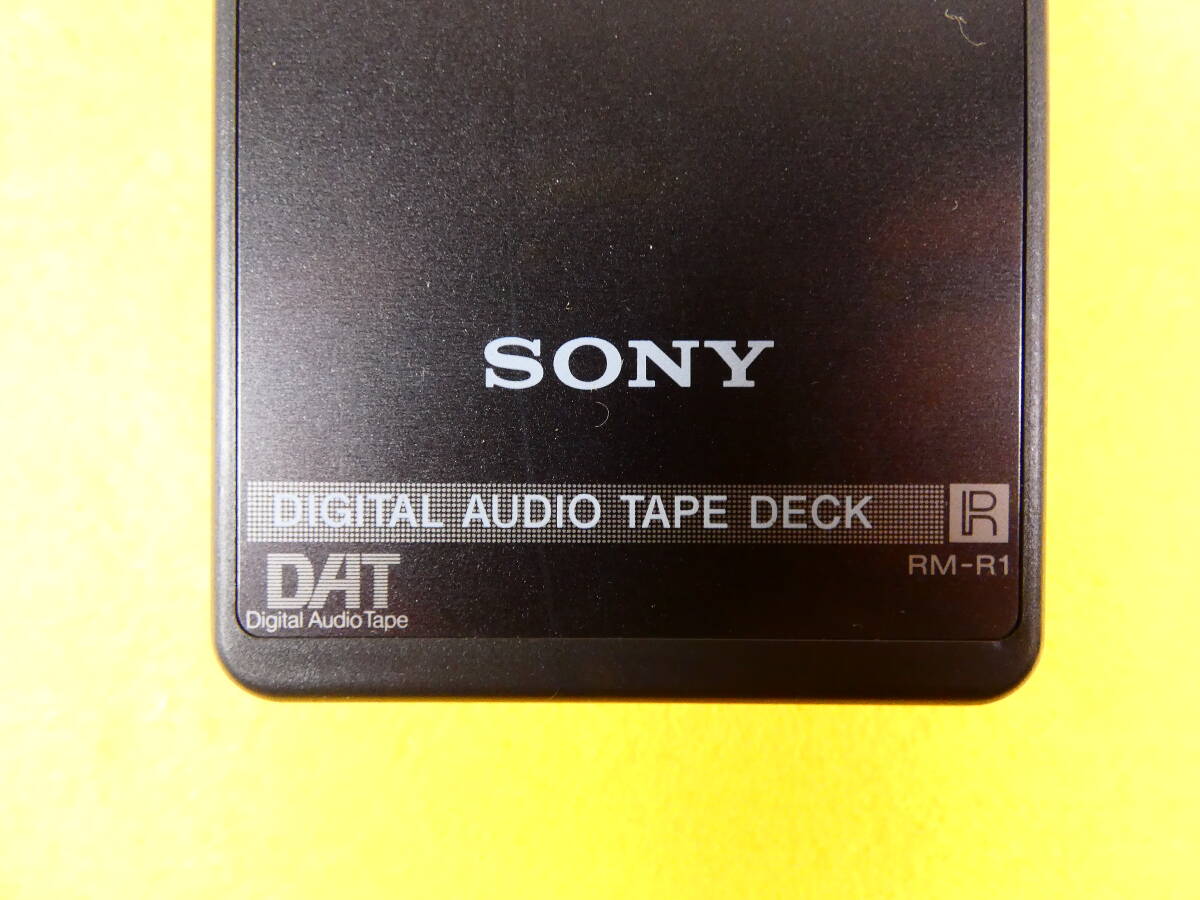 SONY
DIGITAL AUDIO TAPE DECK R
RM-R1
DAT
Digital Audio Tape